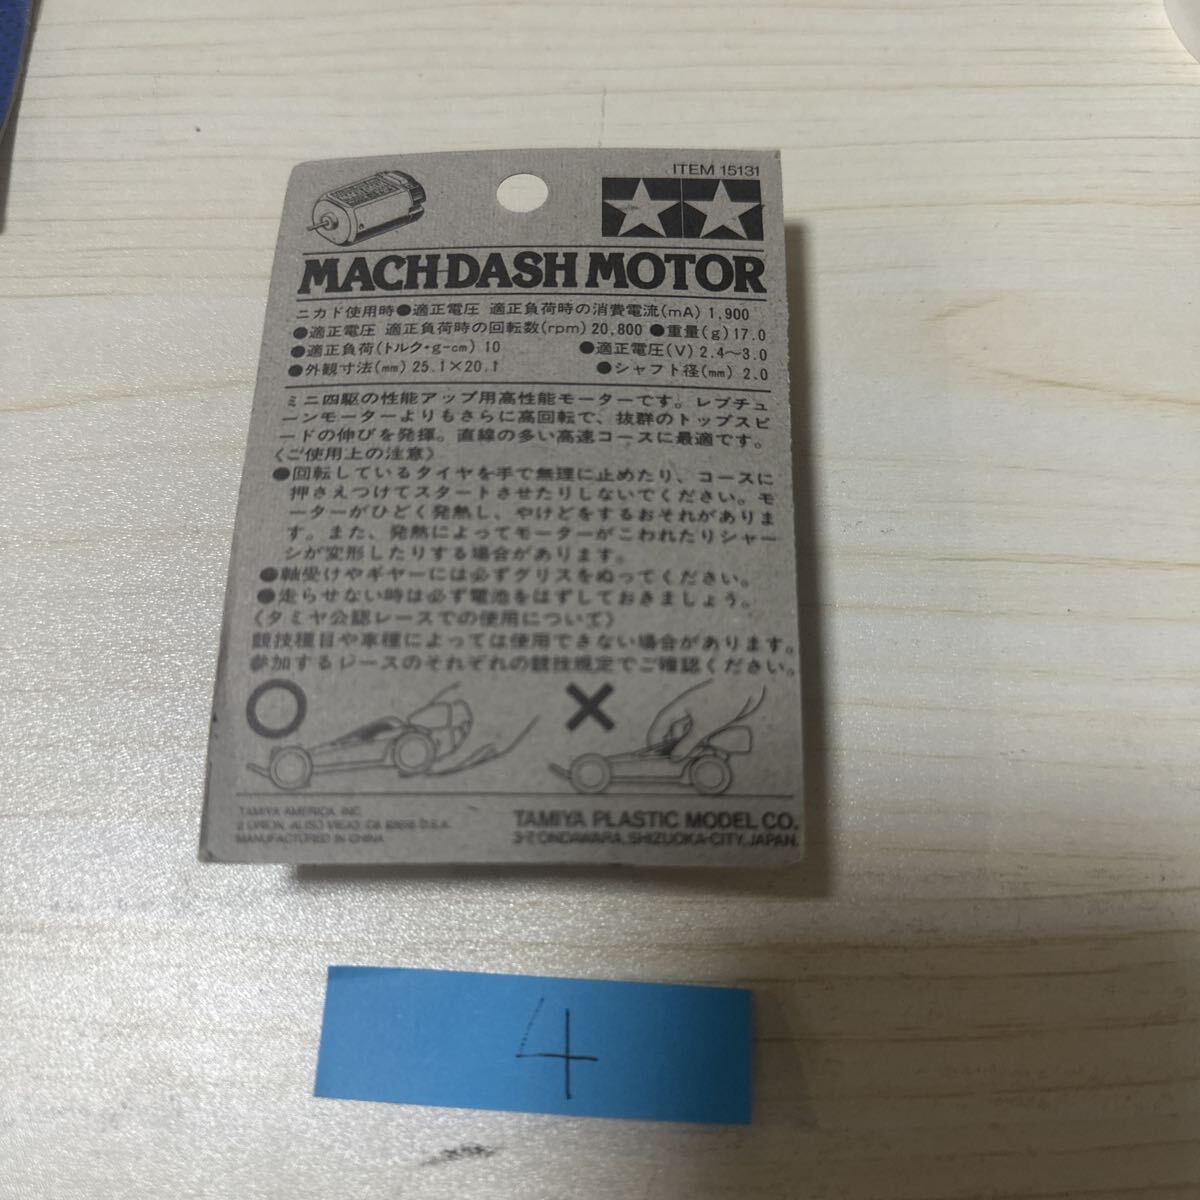 ITEM 15131
MACH-DASH MOTOR
ニカド使用時●適正電圧 適正負荷時の消費電流(mA) 1,900
●適正電圧 適正負荷時の回転数(rpm) 20,800 ●重量(g) 17.0
●適正負荷(トルク・g-cm) 10 ●適正電圧(V) 2.4〜3.0
●外観寸法(mm) 25.1×20.1 ●シャフト径(mm) 2.0
ミニ四駆の性能アップ用高性能モーターです。レブチュ
ーンモーターよりもさらに高回転で、抜群のトップスピ
ードの伸びを発揮。直線の多い高速コースに最適です。
〈ご使用上の注意〉
●回転しているタイヤを手で無理に止めたり、コースに
押さえつけてスタートさせたりしないでください。モ
ーターがひどく発熱し、やけどをするおそれがありま
す。また、発熱によってモーターがこわれたりシャー
シが変形したりする場合があります。
●軸受けやギヤーには必ずグリスをぬってください。
●走らせない時は必ず電池をはずしておきましょう。
〈タミヤ公認レースでの使用について〉
競技種目や車種によっては使用できない場合があります。
参加するレースのそれぞれの競技規定でご確認ください。
TAMIYA AMERICA, INC.
2 ORION, ALISO VIEJO, CA 92656 U.S.A.
MANUFACTURED IN CHINA
TAMIYA PLASTIC MODEL CO.
3-7, ONDAWARA, SHIZUOKA-CITY, JAPAN.
4